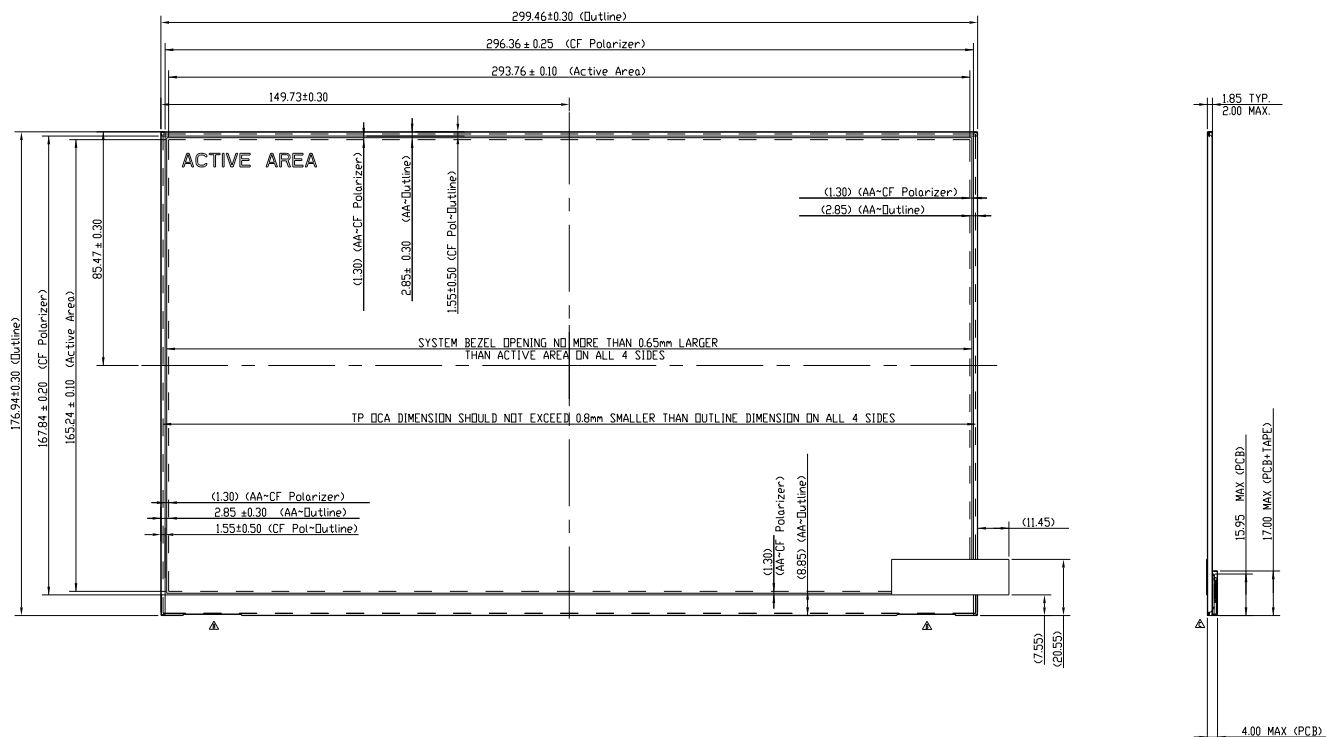 299.46±0.30 (Outline)
296.36 ± 0.25 (CF Polarizer)
293.76 ± 0.10 (Active Area)
149.73±0.30
1.85 TYP.
2.00 MAX.
ACTIVE AREA
(1.30) (AA~CF Polarizer)
2.85± 0.30 (AA~Outline)
1.55±0.50 (CF Pol~Outline)
(1.30) (AA~CF Polarizer)
(2.85) (AA~Outline)
85.47 ± 0.30
176.94±0.30 (Outline)
167.84 ± 0.20 (CF Polarizer)
165.24 ± 0.10 (Active Area)
SYSTEM BEZEL OPENING NO MORE THAN 0.65mm LARGER
THAN ACTIVE AREA ON ALL 4 SIDES
TP OCA DIMENSION SHOULD NOT EXCEED 0.8mm SMALLER THAN OUTLINE DIMENSION ON ALL 4 SIDES
(1.30) (AA~CF Polarizer)
2.85 ±0.30 (AA~Outline)
1.55±0.50 (CF Pol~Outline)
(1.30)
(AA~CF Polarizer)
(8.85) (AA~Outline)
(11.45)
15.95 MAX (PCB)
17.00 MAX (PCB+TAPE)
(7.55)
(20.55)
4.00 MAX (PCB)